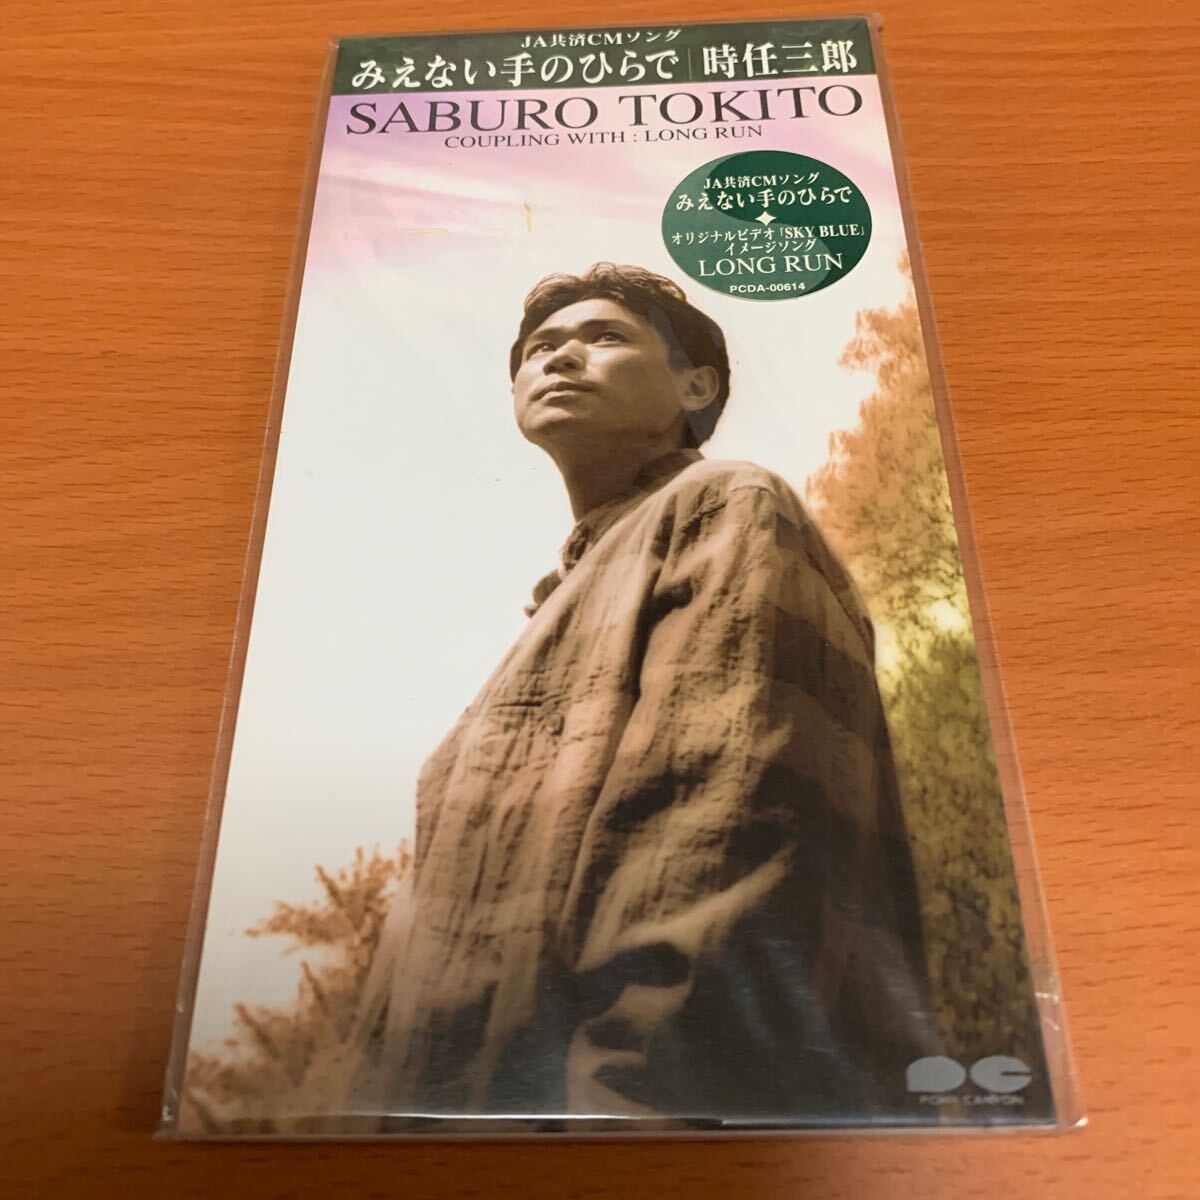 JA共済CMソング
みえない手のひらで｜時任三郎
SABURO TOKITO
COUPLING WITH : LONG RUN
JA共済CMソング
みえない手のひらで
オリジナルビデオ「SKY BLUE」
イメージソング
LONG RUN
PCDA-00614
PONY CANYON